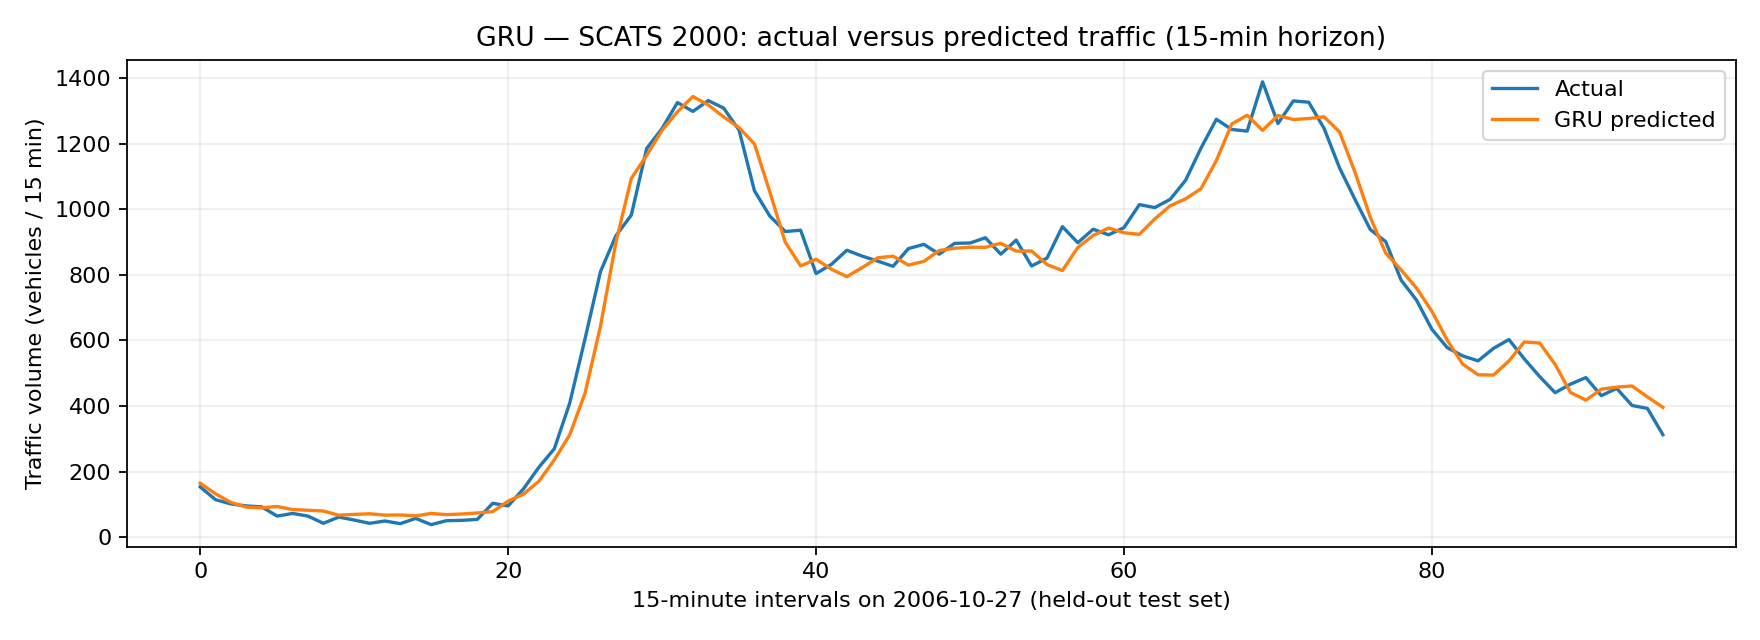 GRU — SCATS 2000: actual versus predicted traffic (15-min horizon)
Actual
GRU predicted
Traffic volume (vehicles / 15 min)
1400
1200
1000
800
600
400
200
0
0 20 40 60 80
15-minute intervals on 2006-10-27 (held-out test set)